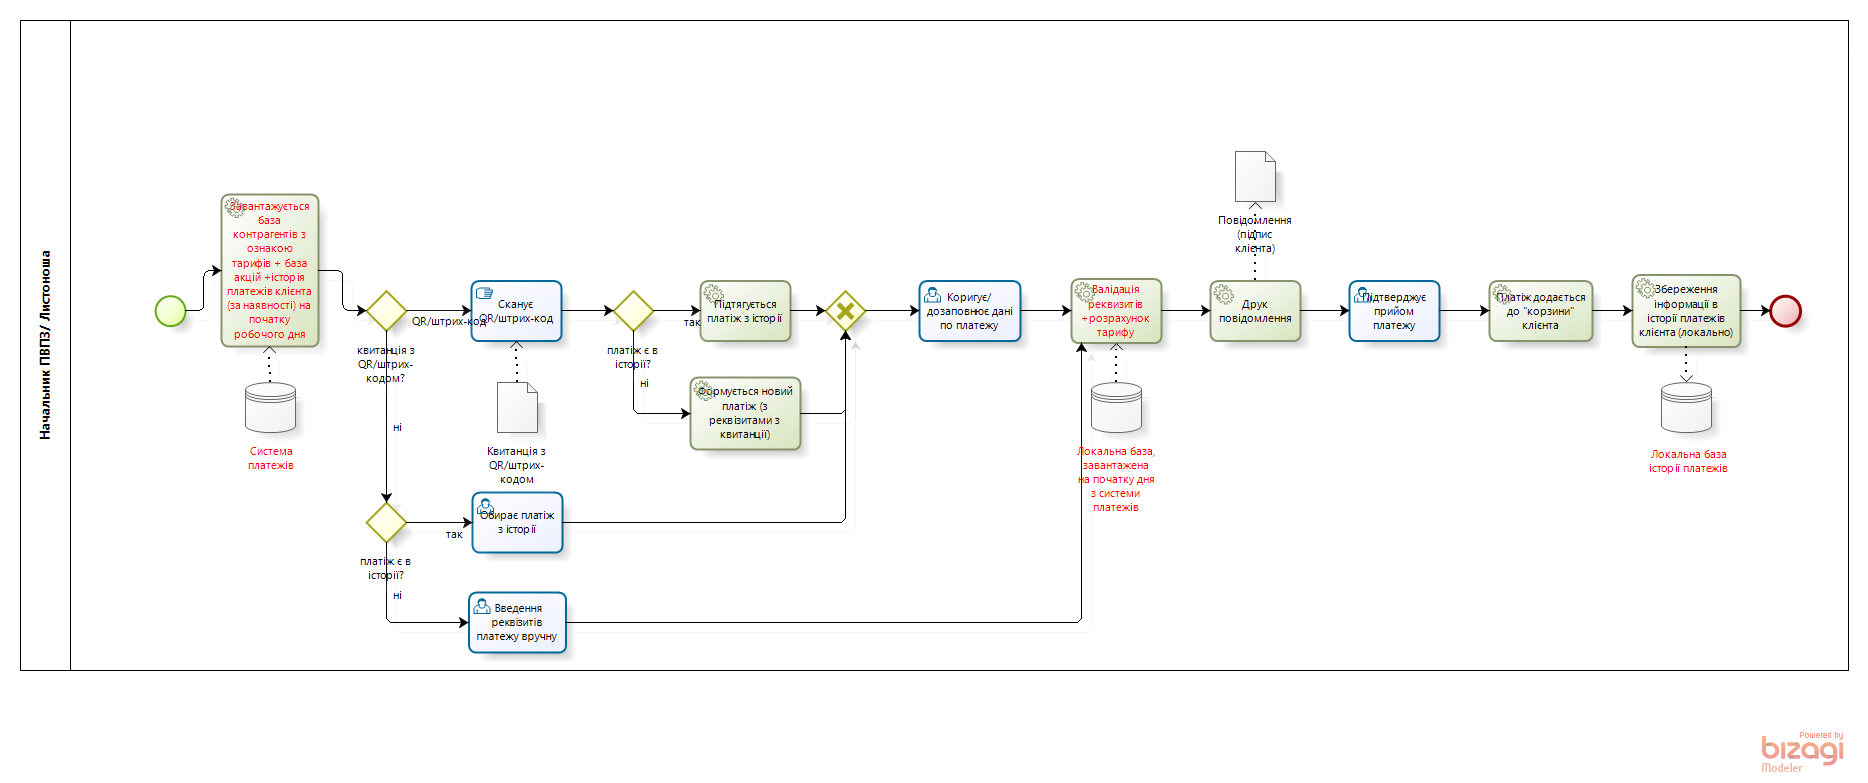 Начальник ПВПЗ/ Листоноша
Завантажується
база
контрагентів з
ознакою
тарифів + база
акцій +історія
платежів клієнта
(за наявності) на
початку
робочого дня
Система
платежів
квитанція з
QR/штрих-
кодом?
QR/штрих-код
ні
Сканує
QR/штрих-код
Квитанція з
QR/штрих-
кодом
платіж є в
історії?
так
ні
Підтягується
платіж з історії
Формується новий
платіж (з
реквізитами з
квитанції)
платіж є в
історії?
так
ні
Обирає платіж
з історії
Введення
реквізитів
платежу вручну
Коригує/
дозаповнює дані
по платежу
Валідація
реквизитів
+розрахунок
тарифу
Локальна база,
завантажена
на початку дня
з системи
платежів
Друк
повідомлення
Повідомлення
(підпис
клієнта)
Підтверджує
прийом
платежу
Платіж додається
до "корзини"
клієнта
Збереження
інформації в
історії платежів
клієнта (локально)
Локальна база
історії платежів
Powered by
bizagi
Modeler